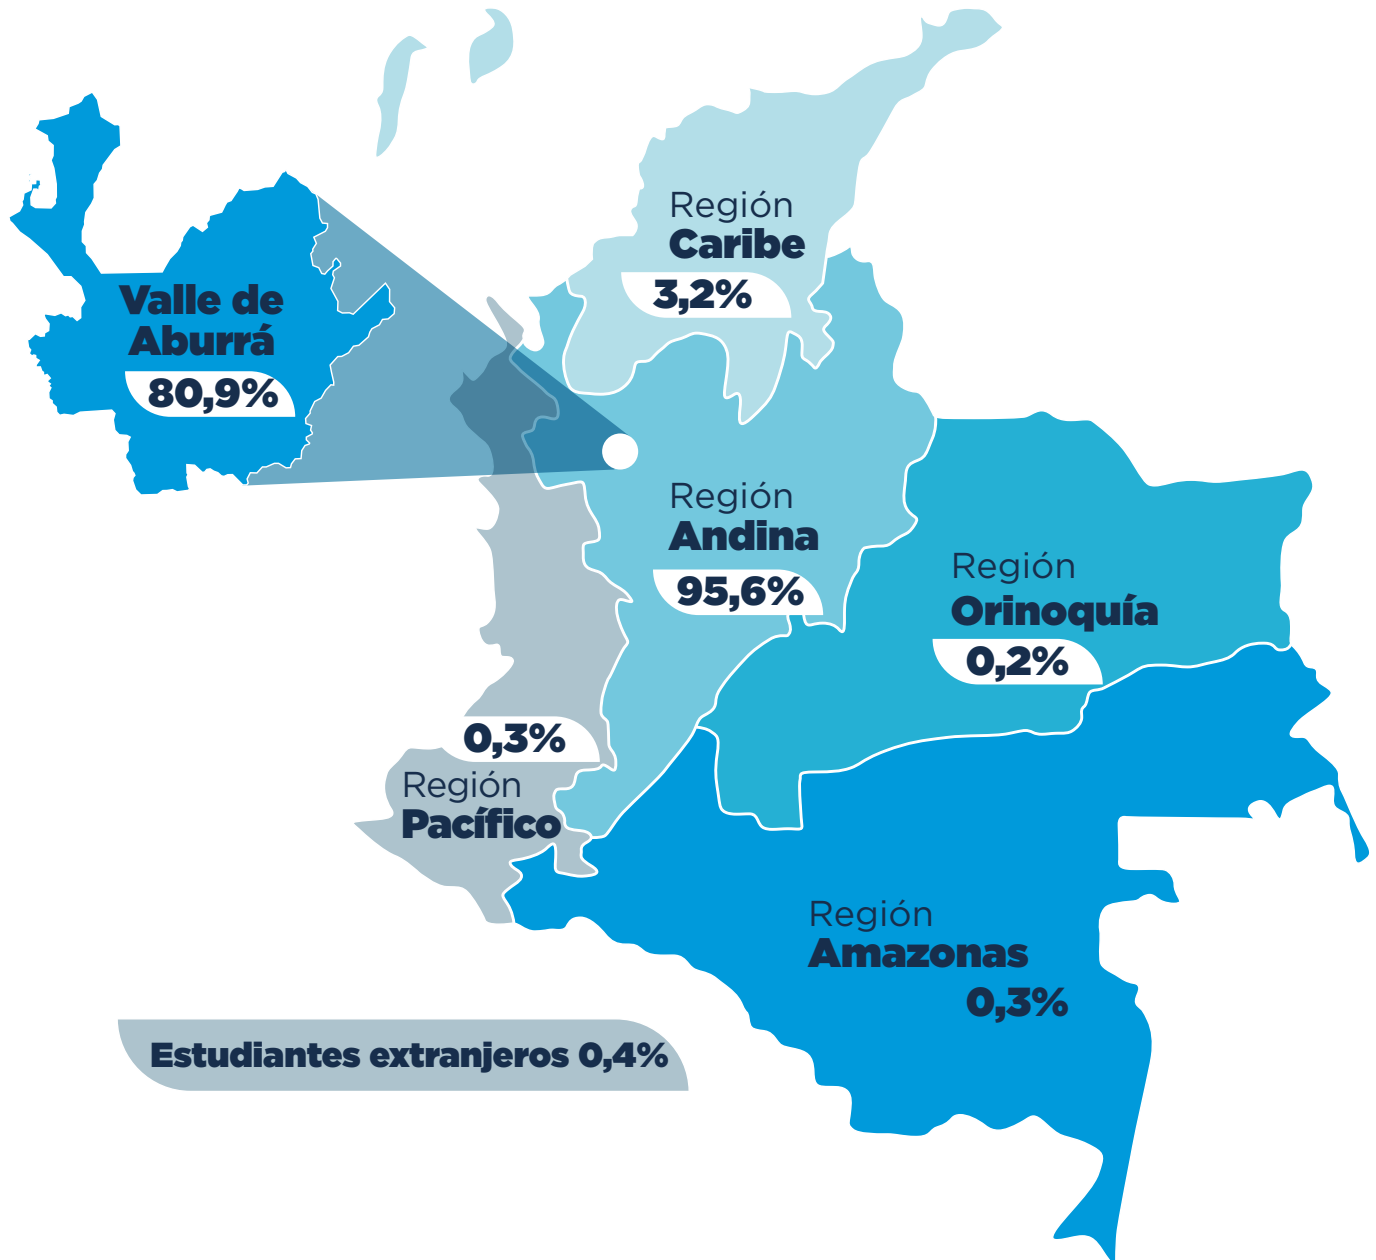 Región
Caribe
3,2%
Valle de
Aburrá
80,9%
Región
Andina
95,6%
Región
Orinoquía
0,2%
0,3%
Región
Pacífico
Región
Amazonas
0,3%
Estudiantes extranjeros 0,4%